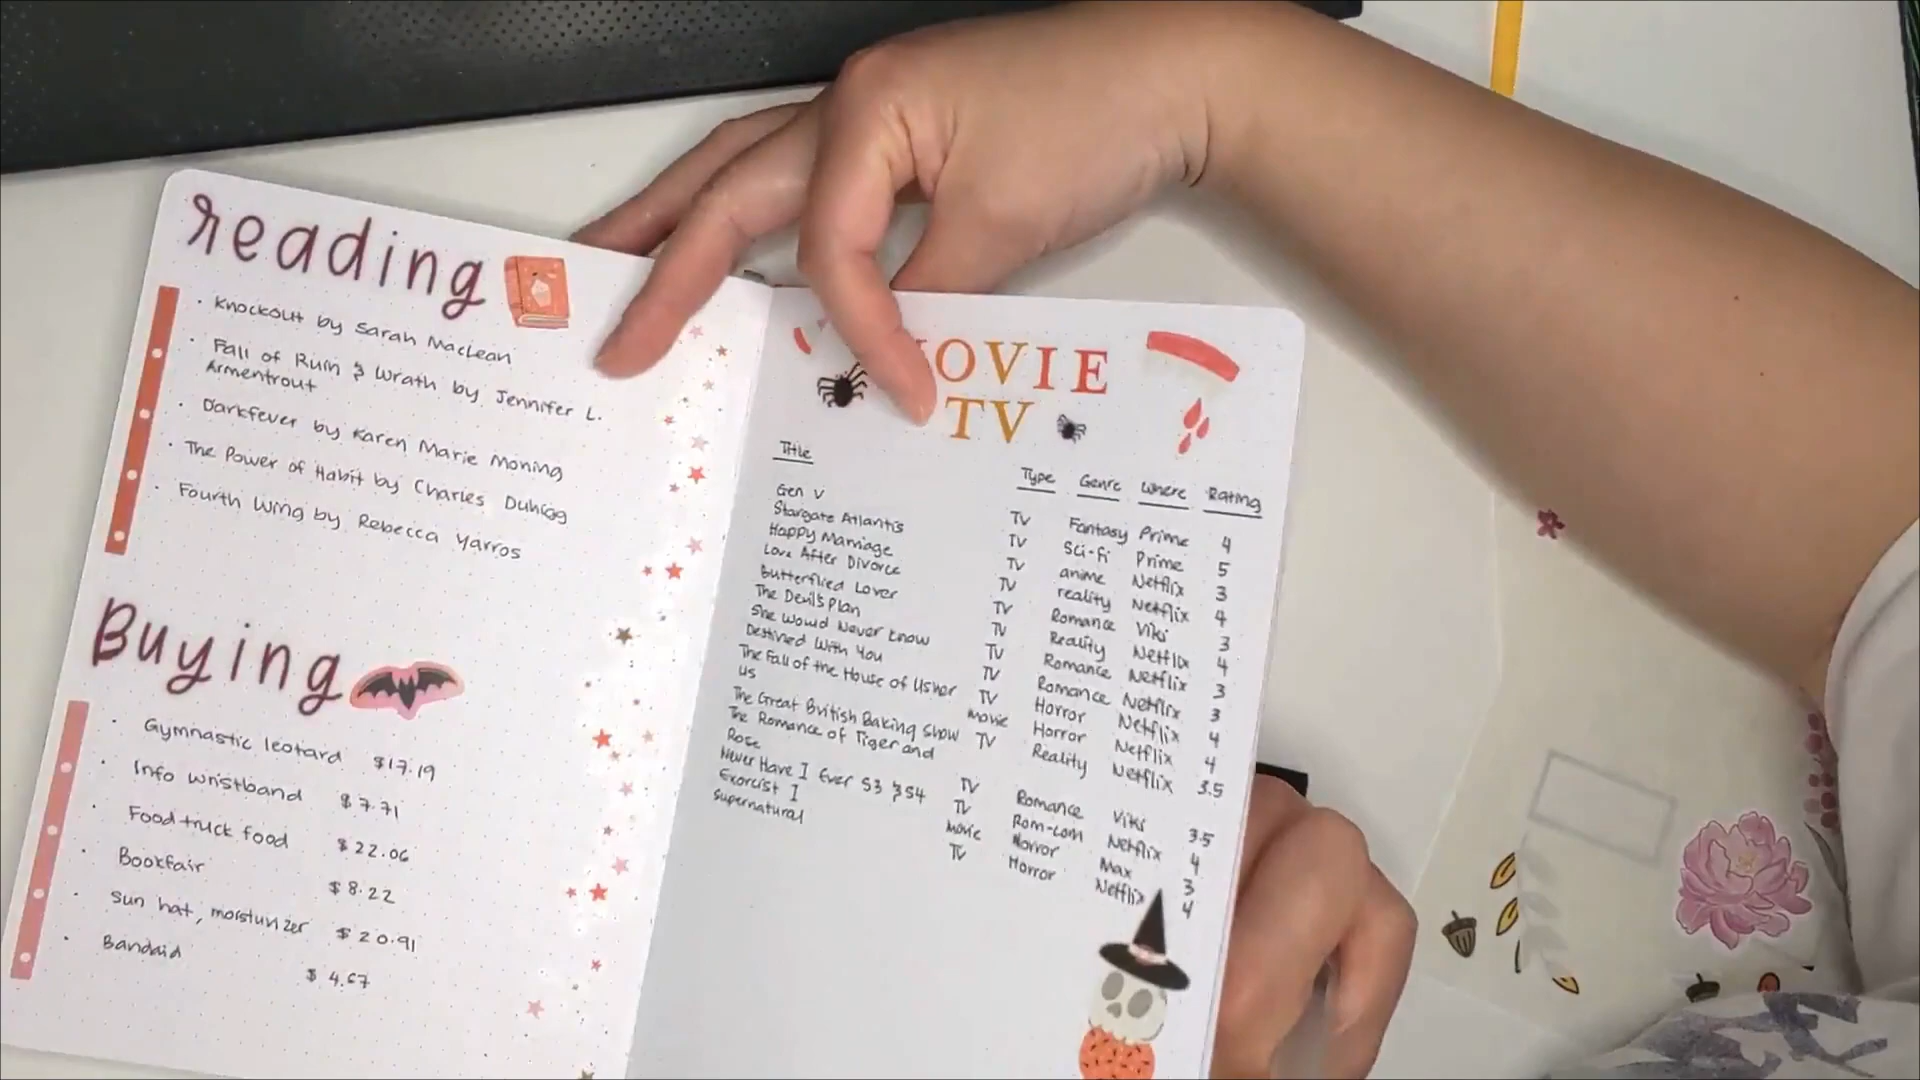 reading
· Knockout by Sarah MacLean
· Fall of Ruin & Wrath by Jennifer L.
Armentrout
· Darkfever by Karen Marie Moning
· The Power of Habit by Charles Duhigg
· Fourth Wing by Rebecca Yarros
Buying
· Gymnastic leotard $17.19
· Info wristband $7.71
· Food truck food $22.06
· Bookfair $8.22
· Sun hat, moisturizer $20.91
· Bandaid $4.67
OVIE
TV
Title Type Genre Where Rating
Gen V TV Fantasy Prime 4
Stargate Atlantis TV Sci-fi Prime 5
Happy Marriage TV anime Netflix 3
Love After Divorce TV reality Netflix 4
Butterflied Lover TV Romance Viki 3
The Devil's Plan TV Reality Netflix 4
She Would Never Know TV Romance Netflix 3
Destined With You TV Romance Netflix 3
The Fall of the House of Usher TV Horror Netflix 4
Us movie Horror Netflix 4
The Great British Baking Show TV Reality Netflix 3.5
The Romance of Tiger and
Rose TV Romance Viki 3.5
Never Have I Ever S3 & S4 TV Rom-com Netflix 4
Exorcist I movie Horror Max 3
Supernatural TV Horror Netflix 4